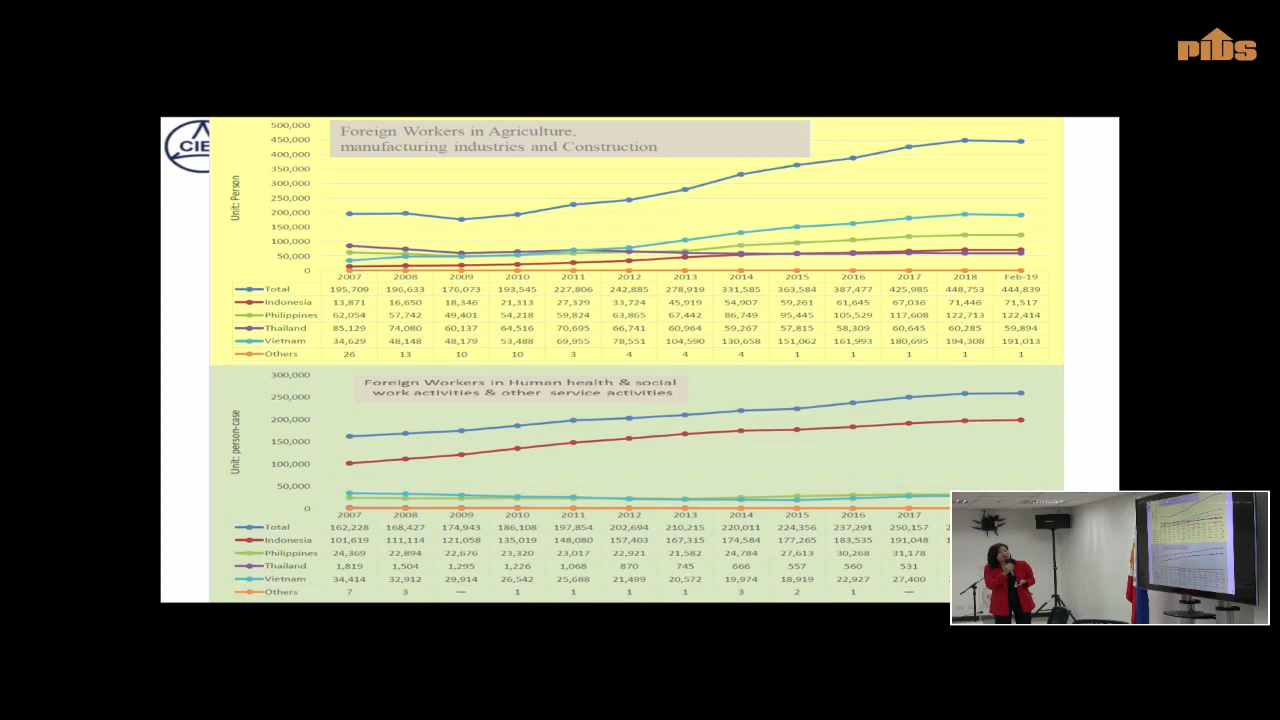 PIDS
CIE
Foreign Workers in Agriculture,
manufacturing industries and Construction
Unit: Person
500,000
450,000
400,000
350,000
300,000
250,000
200,000
150,000
100,000
50,000
0
2007 2008 2009 2010 2011 2012 2013 2014 2015 2016 2017 2018 Feb-19
Total 195,709 196,633 176,073 193,545 227,806 242,885 278,919 331,585 363,584 387,477 425,985 448,753 444,839
Indonesia 13,871 16,650 18,346 21,313 27,329 33,724 45,919 54,907 59,261 61,645 67,036 71,446 71,517
Philippines 62,054 57,742 49,401 54,218 59,824 63,865 67,442 86,749 95,445 105,529 117,608 122,713 122,414
Thailand 85,129 74,080 60,137 64,516 70,695 66,741 60,964 59,267 57,815 58,309 60,645 60,285 59,894
Vietnam 34,629 48,148 48,179 53,488 69,955 78,551 104,590 130,658 151,062 161,993 180,695 194,308 191,013
Others 26 13 10 10 3 4 4 4 1 1 1 1 1
Foreign Workers in Human health & social
work activities & other service activities
Unit: person-case
300,000
250,000
200,000
150,000
100,000
50,000
0
2007 2008 2009 2010 2011 2012 2013 2014 2015 2016 2017
Total 162,228 168,427 174,943 186,108 197,854 202,694 210,215 220,011 224,356 237,291 250,157
Indonesia 101,619 111,114 121,058 135,019 148,080 157,403 167,315 174,584 177,265 183,535 191,048
Philippines 24,369 22,894 22,676 23,320 23,017 22,921 21,582 24,784 27,613 30,268 31,178
Thailand 1,819 1,504 1,295 1,226 1,068 870 745 666 557 560 531
Vietnam 34,414 32,912 29,914 26,542 25,688 21,499 20,572 19,974 18,919 22,927 27,400
Others 7 3 — 1 1 1 1 3 2 1 —